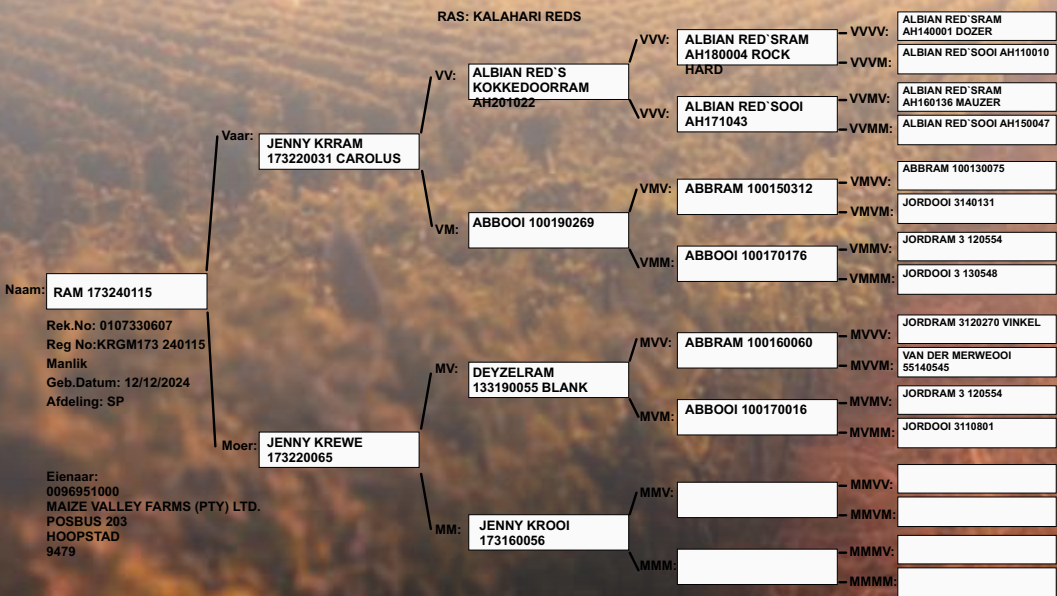 RAS: KALAHARI REDS
Naam:
RAM 173240115
Rek.No: 0107330607
Reg No:KRGM173 240115
Manlik
Geb.Datum: 12/12/2024
Afdeling: SP
Eienaar:
0096951000
MAIZE VALLEY FARMS (PTY) LTD.
POSBUS 203
HOOPSTAD
9479
Vaar:
JENNY KRRAM
173220031 CAROLUS
Moer:
JENNY KREWE
173220065
VV:
ALBIAN RED`S
KOKKEDOORRAM
AH201022
VM:
ABBOOI 100190269
MV:
DEYZELRAM
133190055 BLANK
MM:
JENNY KROOI
173160056
VVV:
ALBIAN RED`SRAM
AH180004 ROCK
HARD
VVV:
ALBIAN RED`SOOI
AH171043
VMV:
ABBRAM 100150312
VMM:
ABBOOI 100170176
MVV:
ABBRAM 100160060
MVM:
ABBOOI 100170016
MMV:
MMM:
VVVV:
ALBIAN RED`SRAM
AH140001 DOZER
VVVM:
ALBIAN RED`SOOI AH110010
VVMV:
ALBIAN RED`SRAM
AH160136 MAUZER
VVMM:
ALBIAN RED`SOOI AH150047
VMVV:
ABBRAM 100130075
VMVM:
JORDOOI 3140131
VMMV:
JORDRAM 3 120554
VMMM:
JORDOOI 3 130548
MVVV:
JORDRAM 3120270 VINKEL
MVVM:
VAN DER MERWEOOI
55140545
MVMV:
JORDRAM 3 120554
MVMM:
JORDOOI 3110801
MMVV:
MMVM:
MMMV:
MMMM: